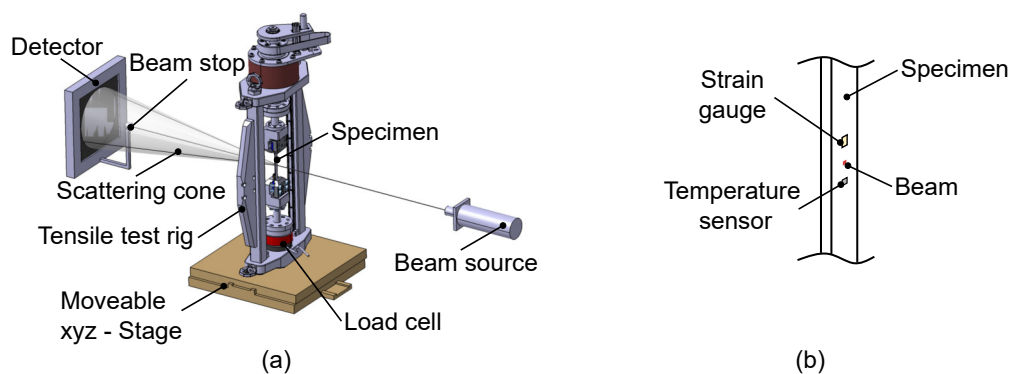 Detector
Beam stop
Specimen
Scattering cone
Tensile test rig
Beam source
Moveable
xyz - Stage
Load cell
(a)
Strain
gauge
Specimen
Temperature
sensor
Beam
(b)